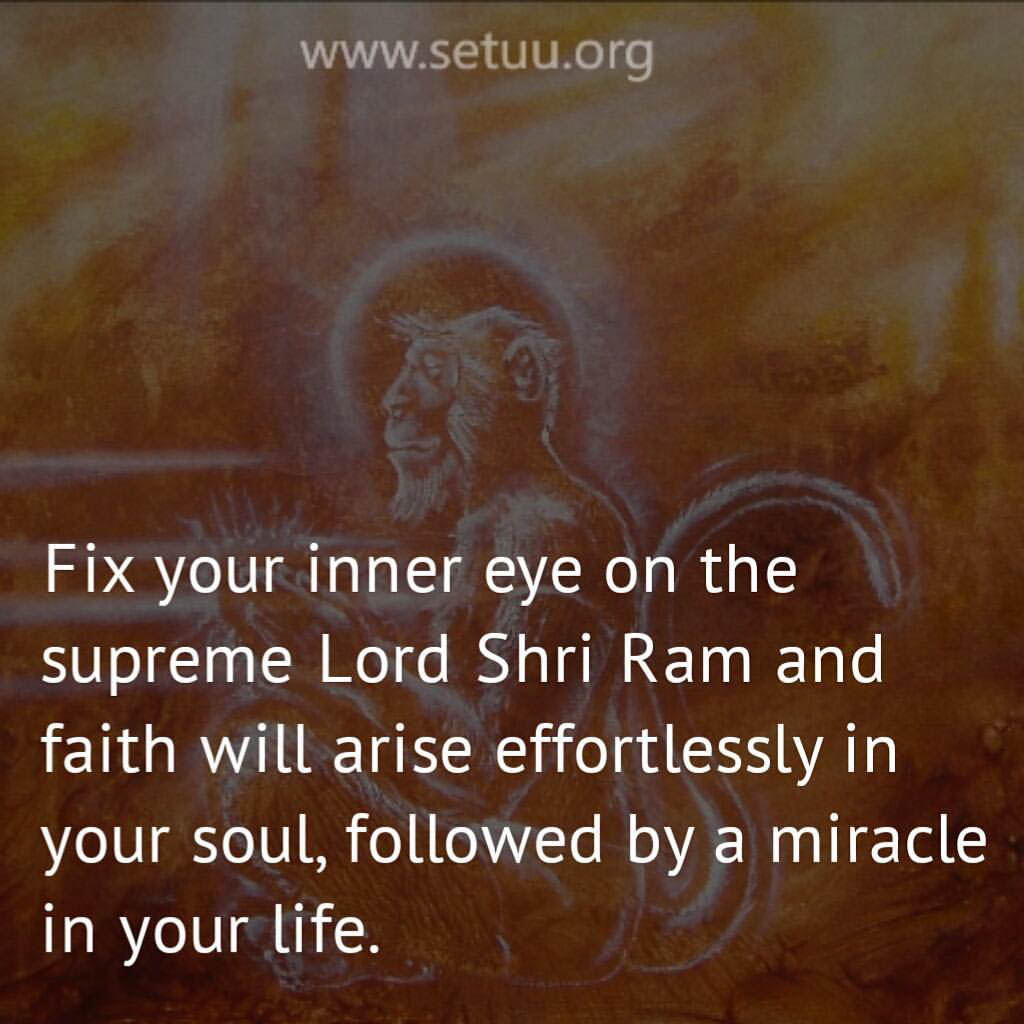 www.setuu.org
Fix your inner eye on the
supreme Lord Shri Ram and
faith will arise effortlessly in
your soul, followed by a miracle
in your life.